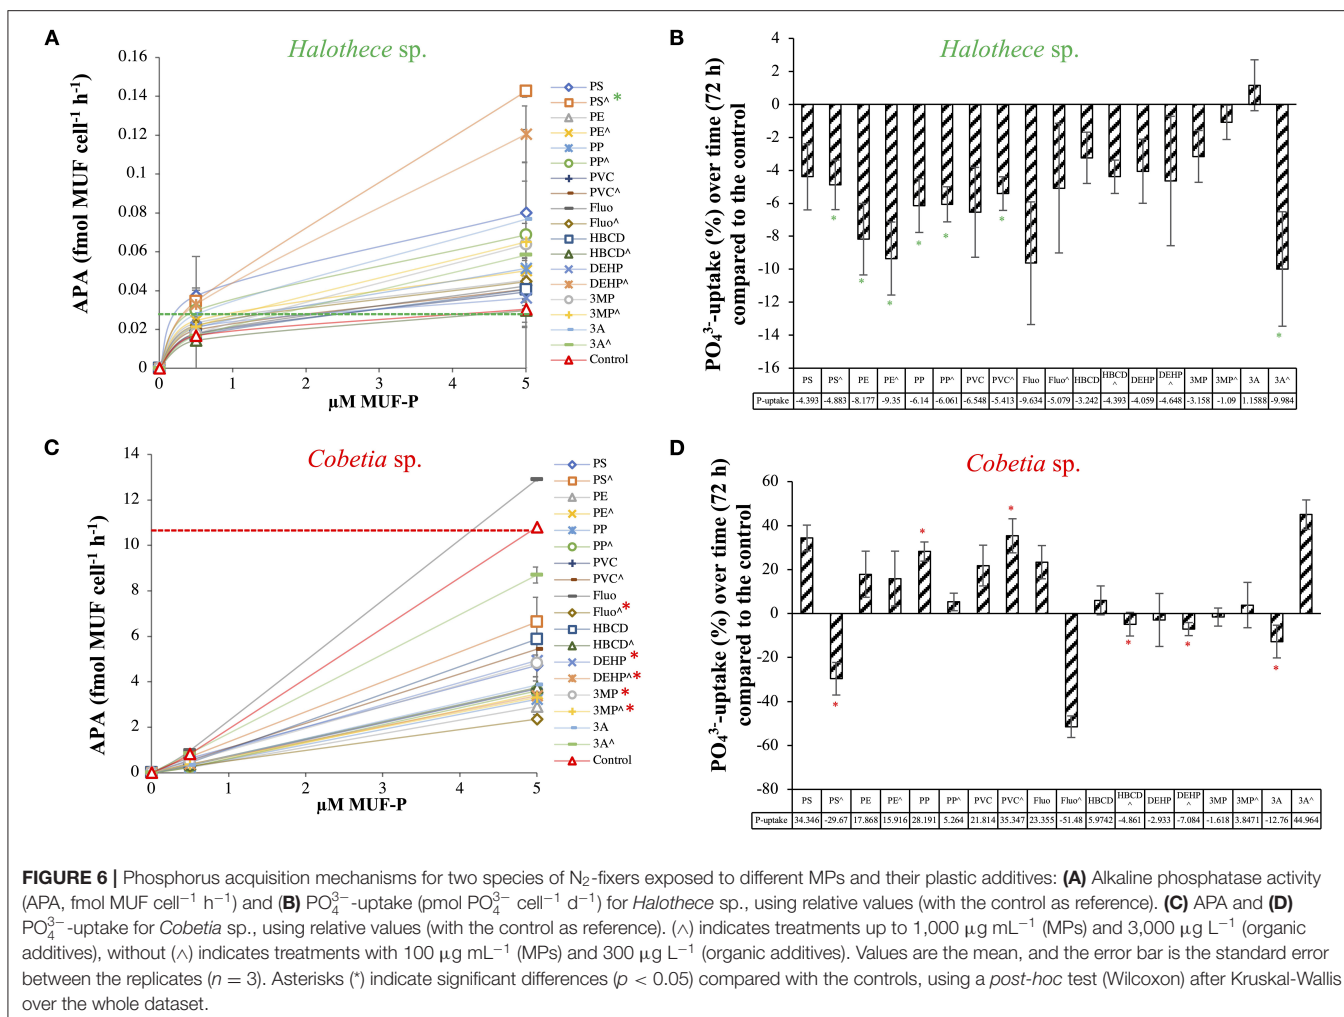 A
Halothece sp.
APA (fmol MUF cell-1 h-1)
0.16
0.14
0.12
0.1
0.08
0.06
0.04
0.02
0
0 1 2 3 4 5
µM MUF-P
PS
PS^ *
PE
PE^
PP
PP^
PVC
PVC^
Fluo
Fluo^
HBCD
HBCD^
DEHP
DEHP^
3MP
3MP^
3A
3A^
Control
B
Halothece sp.
PO4 3--uptake (%) over time (72 h)
compared to the control
4
2
0
-2
-4
-6
-8
-10
-12
-14
-16
* * * * * * *
PS PS^ PE PE^ PP PP^ PVC PVC^ Fluo Fluo^ HBCD HBCD^ DEHP DEHP^ 3MP 3MP^ 3A 3A^
P-uptake -4.393 -4.883 -8.177 -9.35 -6.14 -6.061 -6.548 -5.413 -9.634 -5.079 -3.242 -4.393 -4.059 -4.648 -3.158 -1.09 1.1588 -9.984
C
Cobetia sp.
APA (fmol MUF cell-1 h-1)
14
12
10
8
6
4
2
0
0 1 2 3 4 5
µM MUF-P
PS
PS^
PE
PE^
PP
PP^
PVC
PVC^
Fluo
Fluo^ *
HBCD
HBCD^
DEHP *
DEHP^ *
3MP *
3MP^ *
3A
3A^
Control
D
Cobetia sp.
PO4 3--uptake (%) over time (72 h)
compared to the control
60
40
20
0
-20
-40
-60
-80
* * * * * *
PS PS^ PE PE^ PP PP^ PVC PVC^ Fluo Fluo^ HBCD HBCD^ DEHP DEHP^ 3MP 3MP^ 3A 3A^
P-uptake 34.346 -29.67 17.868 15.916 28.191 5.264 21.814 35.347 23.355 -51.48 5.9742 -4.861 -2.933 -7.084 -1.618 3.8471 -12.76 44.964
FIGURE 6 | Phosphorus acquisition mechanisms for two species of N2-fixers exposed to different MPs and their plastic additives: (A) Alkaline phosphatase activity
(APA, fmol MUF cell−1 h−1) and (B) PO4 3−-uptake (pmol PO4 3− cell−1 d−1) for Halothece sp., using relative values (with the control as reference). (C) APA and (D)
PO4 3−-uptake for Cobetia sp., using relative values (with the control as reference). (∧) indicates treatments up to 1,000 µg mL−1 (MPs) and 3,000 µg L−1 (organic
additives), without (∧) indicates treatments with 100 µg mL−1 (MPs) and 300 µg L−1 (organic additives). Values are the mean, and the error bar is the standard error
between the replicates (n = 3). Asterisks (*) indicate significant differences (p < 0.05) compared with the controls, using a post-hoc test (Wilcoxon) after Kruskal-Wallis
over the whole dataset.